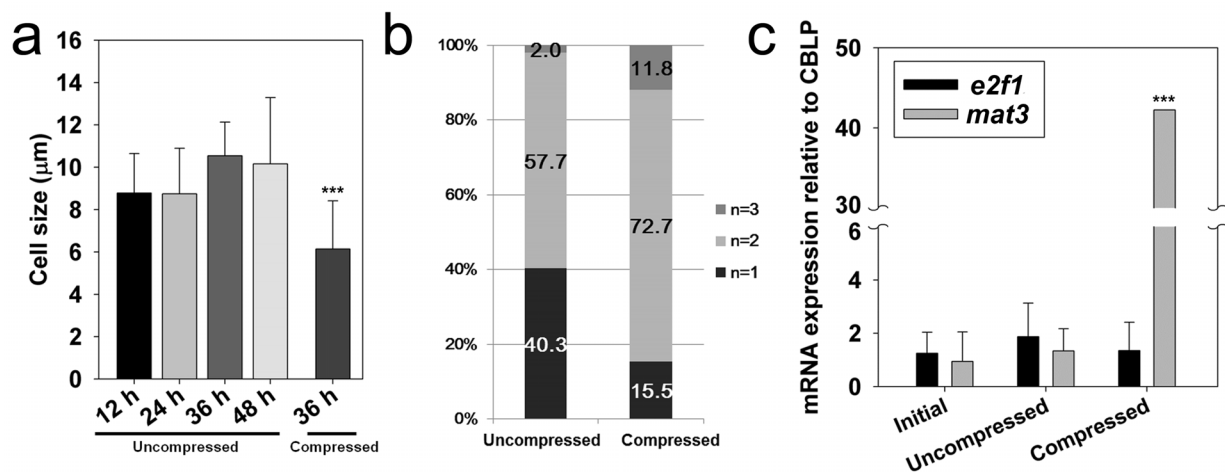 a
Cell size (μm)
16
14
12
10
8
6
4
2
0
***
12 h
24 h
36 h
48 h
36 h
Uncompressed
Compressed
b
100%
80%
60%
40%
20%
0%
2.0
57.7
40.3
11.8
72.7
15.5
n=3
n=2
n=1
Uncompressed
Compressed
c
mRNA expression relative to CBLP
50
40
30
6
4
2
0
e2f1
mat3
***
Initial
Uncompressed
Compressed